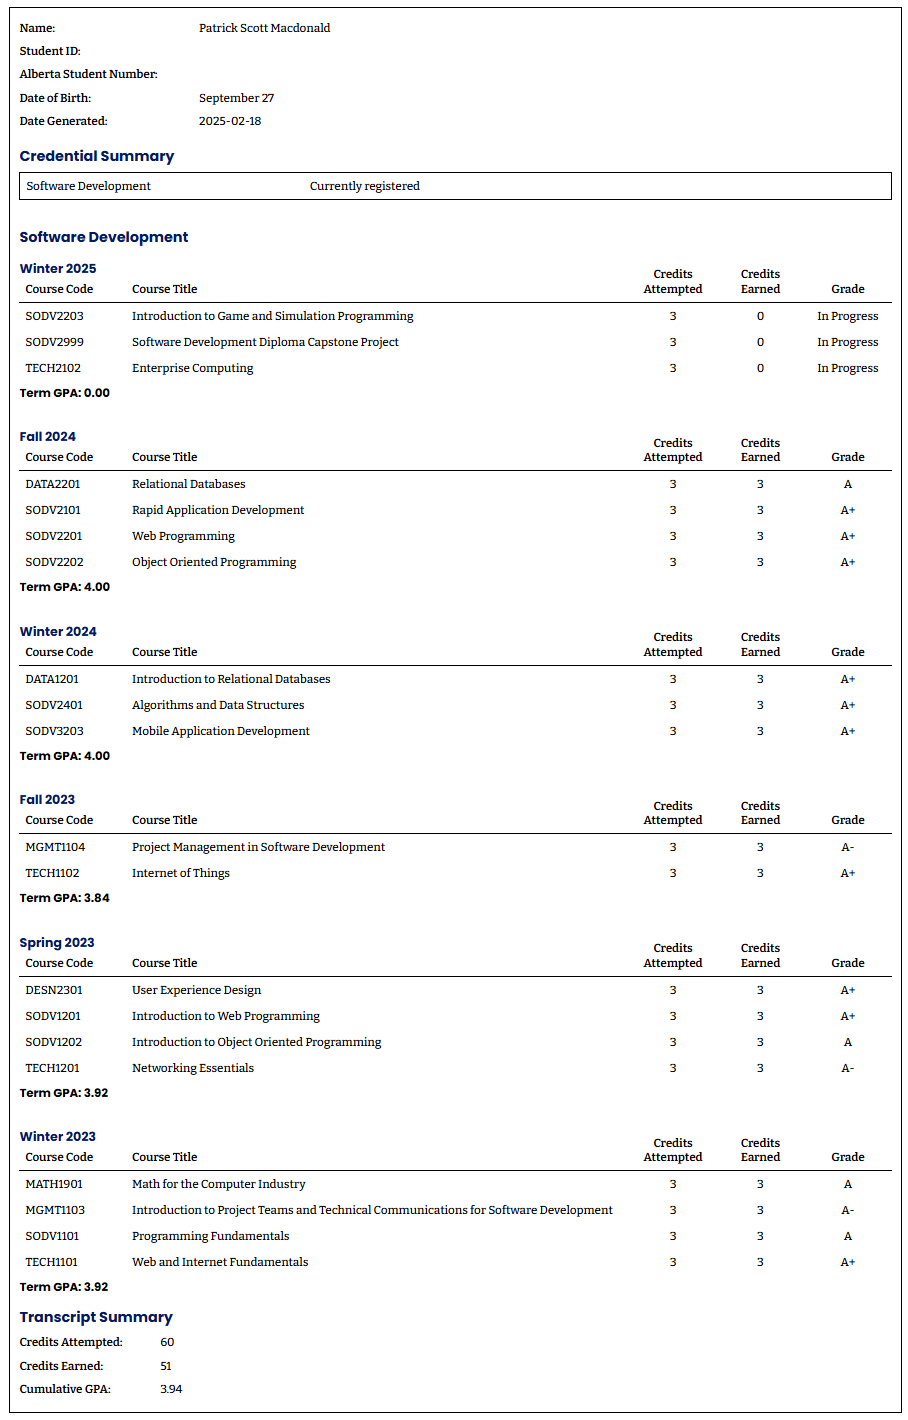 Name: Patrick Scott Macdonald
Student ID:
Alberta Student Number:
Date of Birth: September 27
Date Generated: 2025-02-18
Credential Summary
Software Development Currently registered
Software Development
Winter 2025
Course Code Course Title Credits Attempted Credits Earned Grade
SODV2203 Introduction to Game and Simulation Programming 3 0 In Progress
SODV2999 Software Development Diploma Capstone Project 3 0 In Progress
TECH2102 Enterprise Computing 3 0 In Progress
Term GPA: 0.00
Fall 2024
Course Code Course Title Credits Attempted Credits Earned Grade
DATA2201 Relational Databases 3 3 A
SODV2101 Rapid Application Development 3 3 A+
SODV2201 Web Programming 3 3 A+
SODV2202 Object Oriented Programming 3 3 A+
Term GPA: 4.00
Winter 2024
Course Code Course Title Credits Attempted Credits Earned Grade
DATA1201 Introduction to Relational Databases 3 3 A+
SODV2401 Algorithms and Data Structures 3 3 A+
SODV3203 Mobile Application Development 3 3 A+
Term GPA: 4.00
Fall 2023
Course Code Course Title Credits Attempted Credits Earned Grade
MGMT1104 Project Management in Software Development 3 3 A-
TECH1102 Internet of Things 3 3 A+
Term GPA: 3.84
Spring 2023
Course Code Course Title Credits Attempted Credits Earned Grade
DESN2301 User Experience Design 3 3 A+
SODV1201 Introduction to Web Programming 3 3 A+
SODV1202 Introduction to Object Oriented Programming 3 3 A
TECH1201 Networking Essentials 3 3 A-
Term GPA: 3.92
Winter 2023
Course Code Course Title Credits Attempted Credits Earned Grade
MATH1901 Math for the Computer Industry 3 3 A
MGMT1103 Introduction to Project Teams and Technical Communications for Software Development 3 3 A-
SODV1101 Programming Fundamentals 3 3 A
TECH1101 Web and Internet Fundamentals 3 3 A+
Term GPA: 3.92
Transcript Summary
Credits Attempted: 60
Credits Earned: 51
Cumulative GPA: 3.94